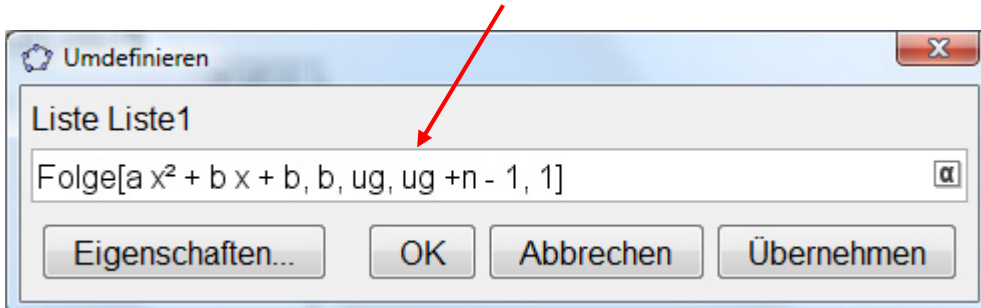 Umdefinieren
Liste Liste1
Folge[a x² + b x + b, b, ug, ug +n - 1, 1]
α
Eigenschaften... OK Abbrechen Übernehmen